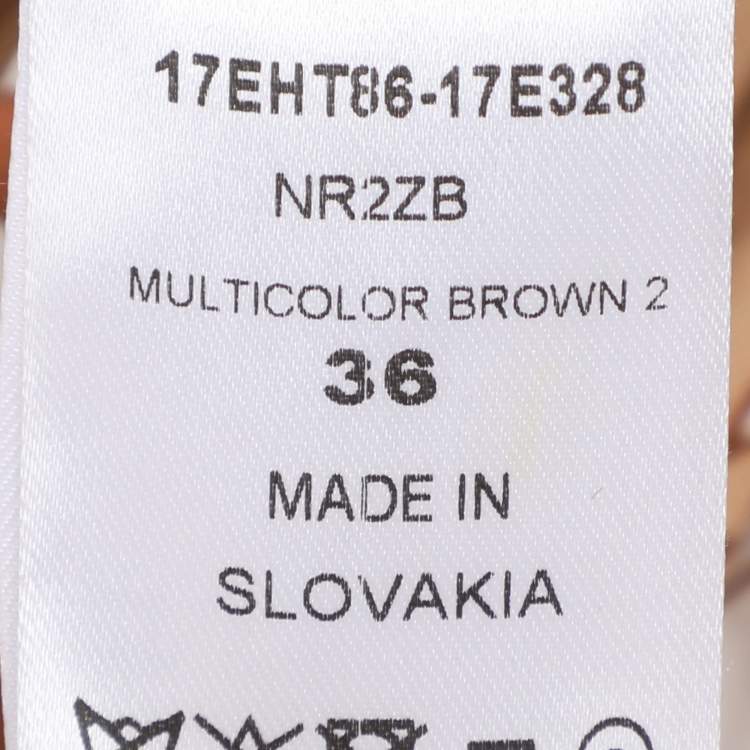 17EHT86-17E328
NR2ZB
MULTICOLOR BROWN 2
36
MADE IN
SLOVAKIA